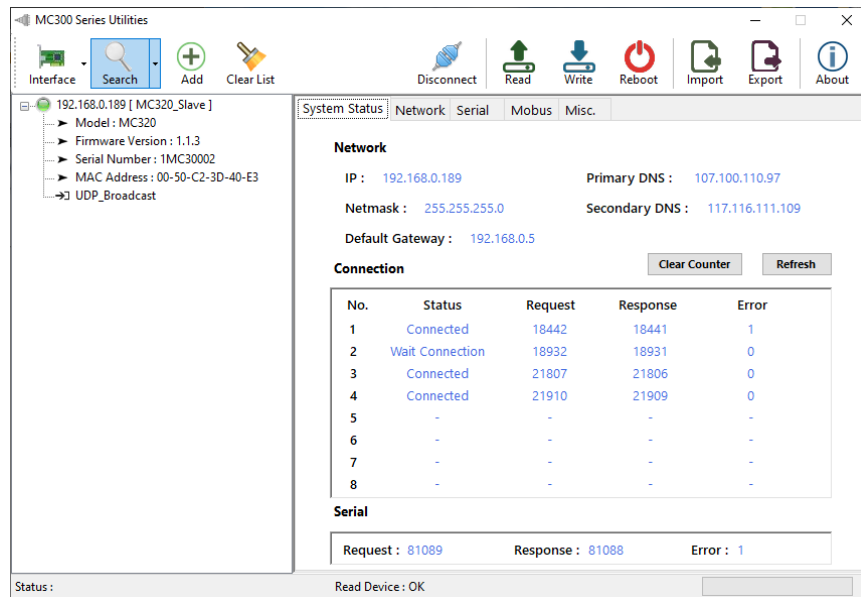 MC300 Series Utilities
Interface Search Add Clear List Disconnect Read Write Reboot Import Export About
192.168.0.189 [ MC320_Slave ]
Model : MC320
Firmware Version : 1.1.3
Serial Number : 1MC30002
MAC Address : 00-50-C2-3D-40-E3
UDP_Broadcast
System Status Network Serial Mobus Misc.
Network
IP : 192.168.0.189 Primary DNS : 107.100.110.97
Netmask : 255.255.255.0 Secondary DNS : 117.116.111.109
Default Gateway : 192.168.0.5
Clear Counter Refresh
Connection
No. Status Request Response Error
1 Connected 18442 18441 1
2 Wait Connection 18932 18931 0
3 Connected 21807 21806 0
4 Connected 21910 21909 0
5 - - - -
6 - - - -
7 - - - -
8 - - - -
Serial
Request : 81089 Response : 81088 Error : 1
Status : Read Device : OK